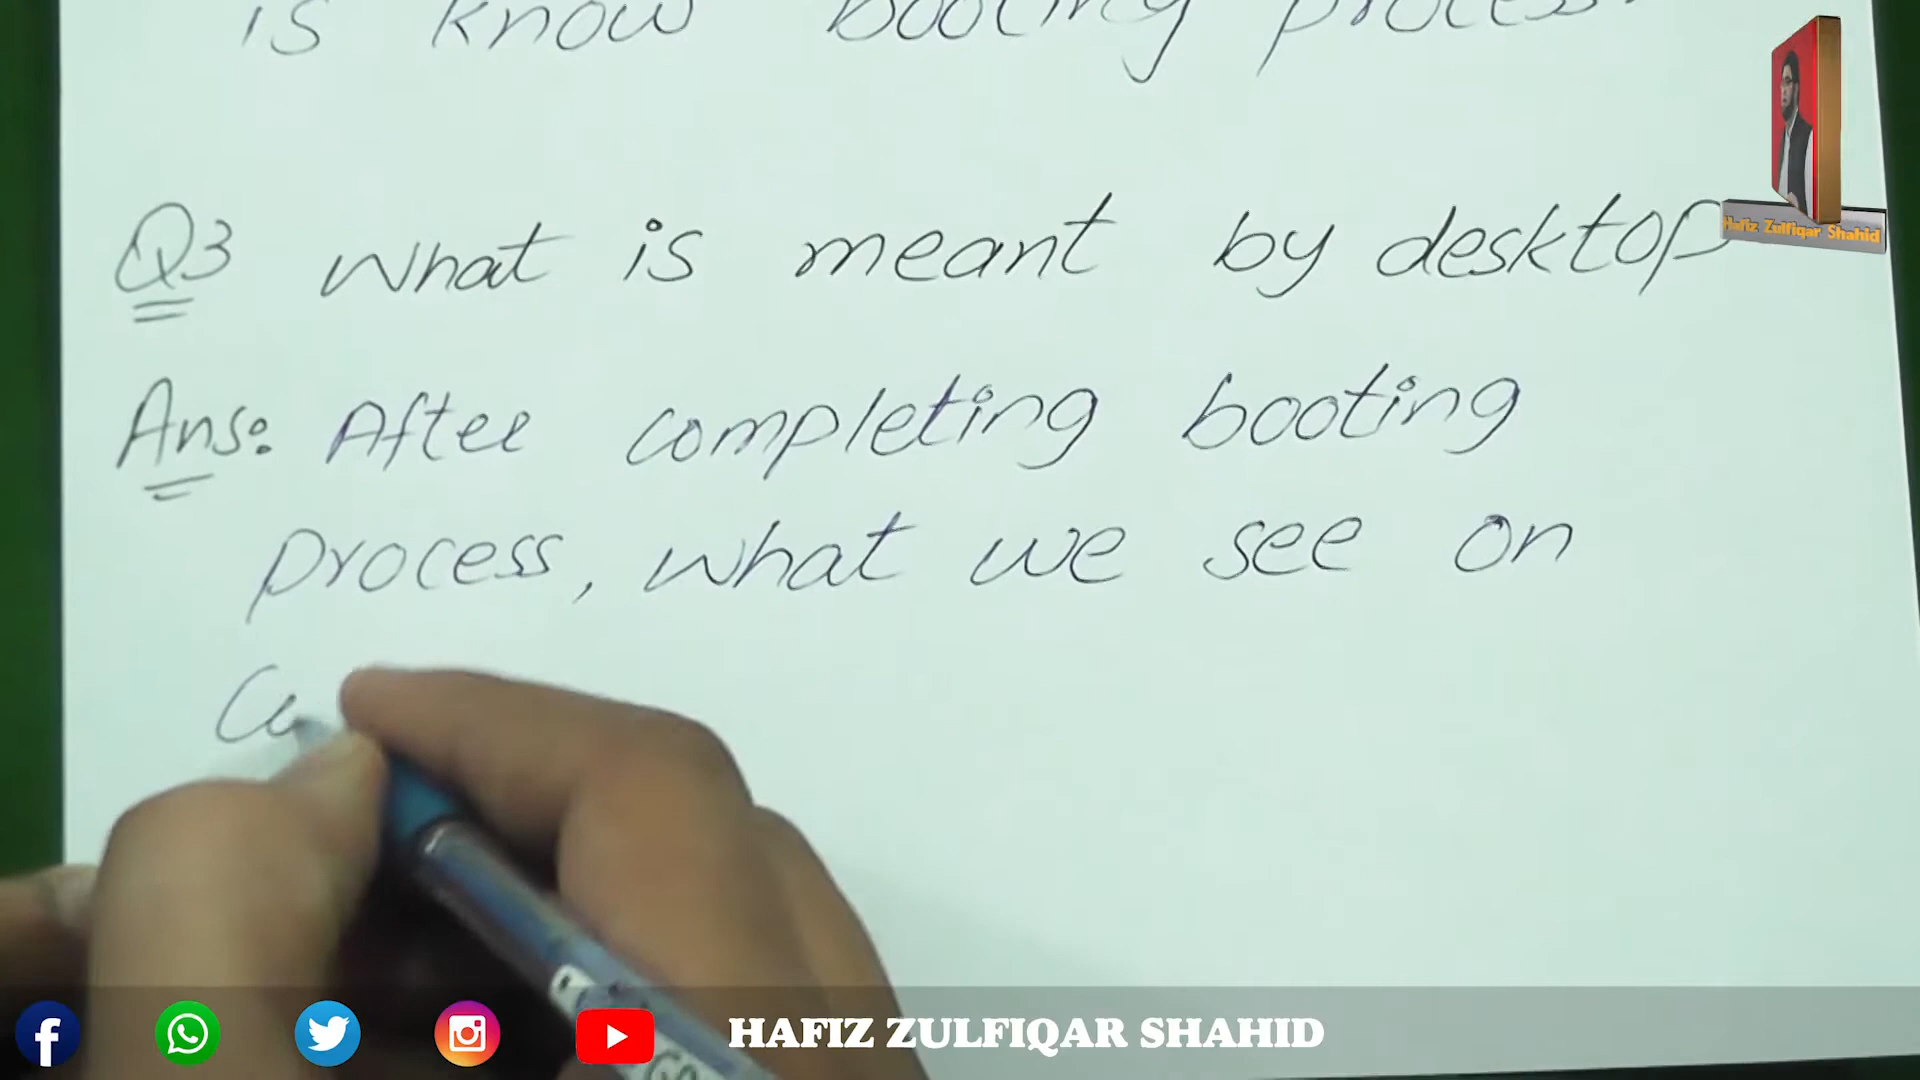 is know booting process.
Hafiz Zulfiqar Shahid
Q3 What is meant by desktop
Ans: After completing booting
process, what we see on
HAFIZ ZULFIQAR SHAHID